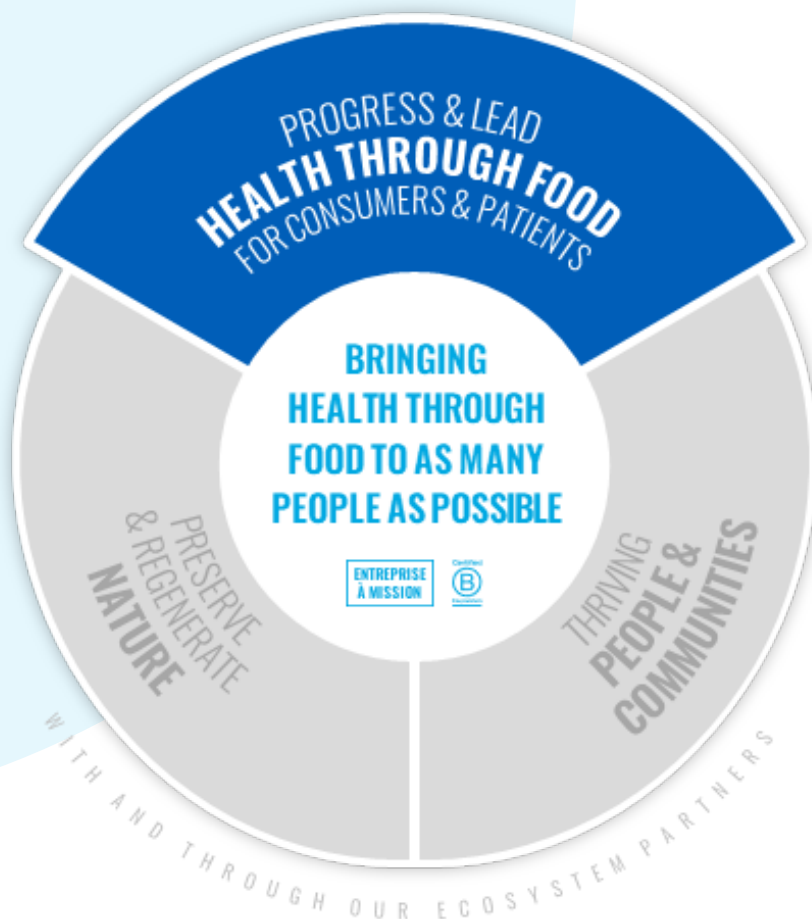 PROGRESS & LEAD
HEALTH THROUGH FOOD
FOR CONSUMERS & PATIENTS
BRINGING
HEALTH THROUGH
FOOD TO AS MANY
PEOPLE AS POSSIBLE
ENTREPRISE
À MISSION
Certified
B
PRESERVE
& REGENERATE
NATURE
THRIVING
PEOPLE &
COMMUNITIES
WITH AND THROUGH OUR ECOSYSTEM PARTNERS